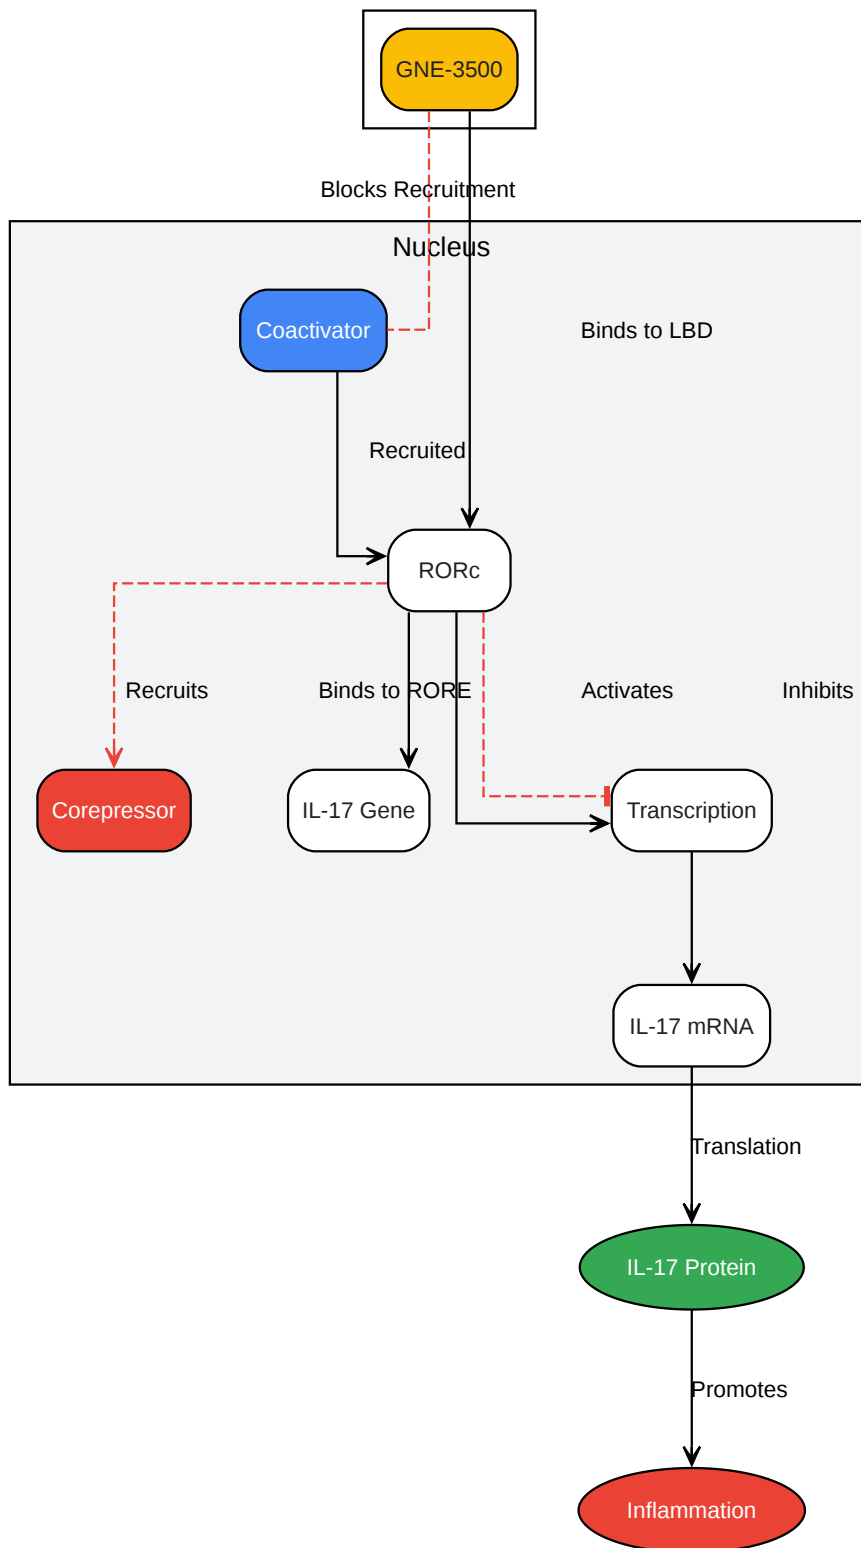 GNE-3500
Blocks Recruitment
Nucleus
Coactivator
Binds to LBD
Recruited
RORc
Recruits
Binds to RORE
Activates
Inhibits
Corepressor
IL-17 Gene
Transcription
IL-17 mRNA
Translation
IL-17 Protein
Promotes
Inflammation